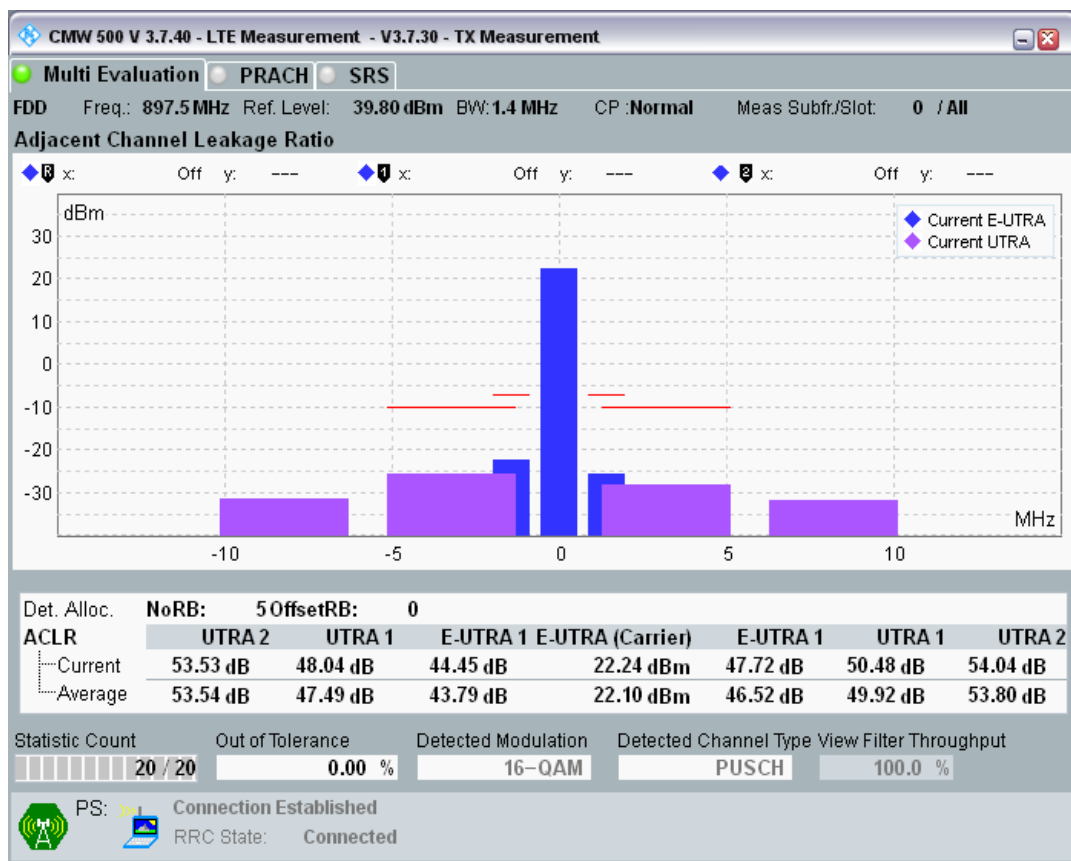 CMW 500 V 3.7.40 - LTE Measurement - V3.7.30 - TX Measurement
Multi Evaluation PRACH SRS
FDD Freq.: 897.5 MHz Ref. Level: 39.80 dBm BW: 1.4 MHz CP :Normal Meas Subfr./Slot: 0 / All
Adjacent Channel Leakage Ratio
R x: Off y: --- 1 x: Off y: --- 2 x: Off y: ---
dBm
Current E-UTRA
Current UTRA
30
20
10
0
-10
-20
-30
MHz
-10 -5 0 5 10
Det. Alloc. NoRB: 5 OffsetRB: 0
ACLR UTRA 2 UTRA 1 E-UTRA 1 E-UTRA (Carrier) E-UTRA 1 UTRA 1 UTRA 2
Current 53.53 dB 48.04 dB 44.45 dB 22.24 dBm 47.72 dB 50.48 dB 54.04 dB
Average 53.54 dB 47.49 dB 43.79 dB 22.10 dBm 46.52 dB 49.92 dB 53.80 dB
Statistic Count Out of Tolerance Detected Modulation Detected Channel Type View Filter Throughput
20 / 20 0.00 % 16-QAM PUSCH 100.0 %
PS: Connection Established
RRC State: Connected